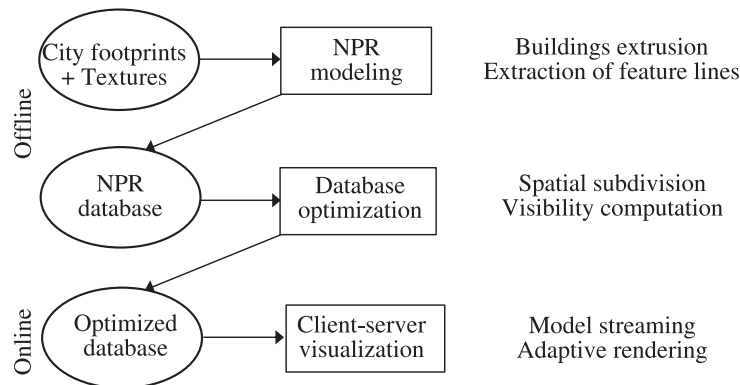 City footprints
+ Textures
NPR
modeling
Buildings extrusion
Extraction of feature lines
Offline
NPR
database
Database
optimization
Spatial subdivision
Visibility computation
Online
Optimized
database
Client-server
visualization
Model streaming
Adaptive rendering